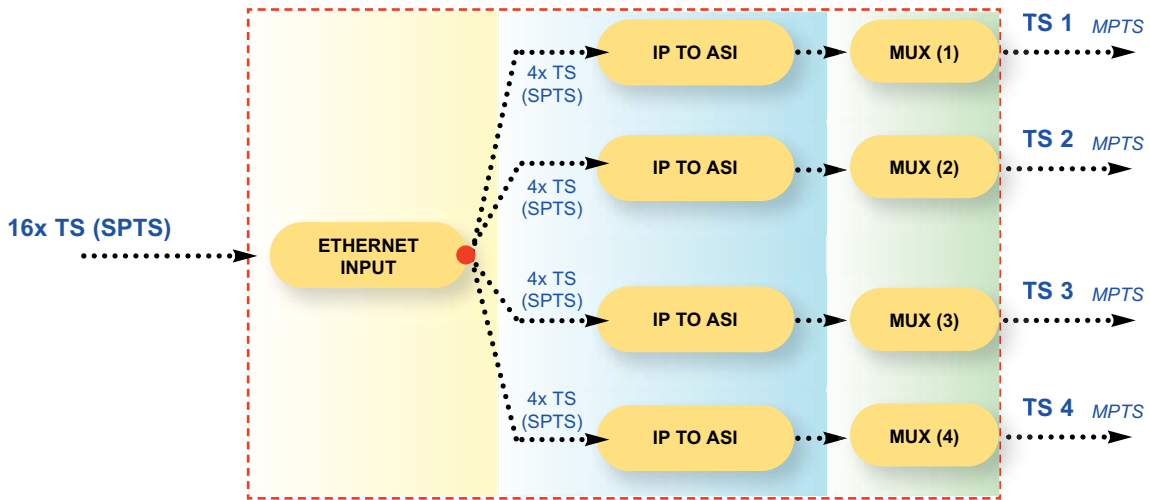 TS 1 MPTS
IP TO ASI
MUX (1)
4x TS
(SPTS)
TS 2 MPTS
IP TO ASI
MUX (2)
4x TS
(SPTS)
16x TS (SPTS)
ETHERNET
INPUT
4x TS
(SPTS)
TS 3 MPTS
IP TO ASI
MUX (3)
4x TS
(SPTS)
TS 4 MPTS
IP TO ASI
MUX (4)